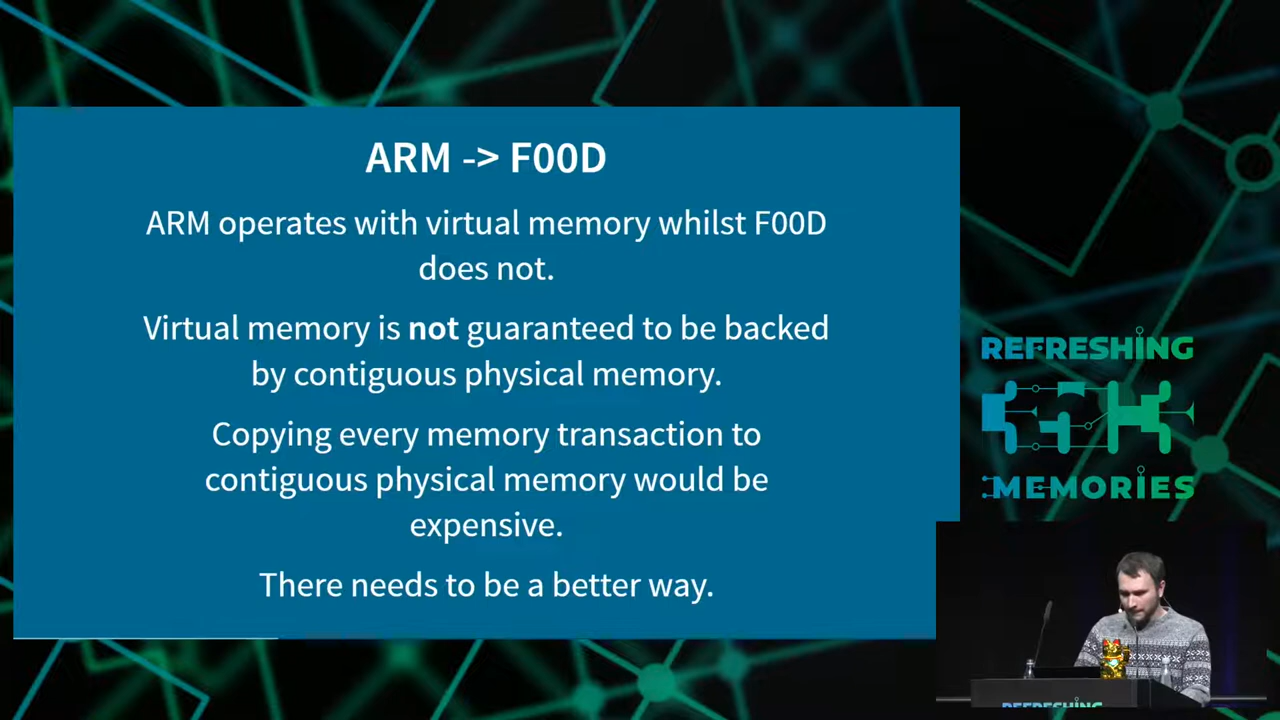 ARM -> F00D
ARM operates with virtual memory whilst F00D
does not.
Virtual memory is not guaranteed to be backed
by contiguous physical memory.
Copying every memory transaction to
contiguous physical memory would be
expensive.
There needs to be a better way.
REFRESHING
MEMORIES
REFRESHING